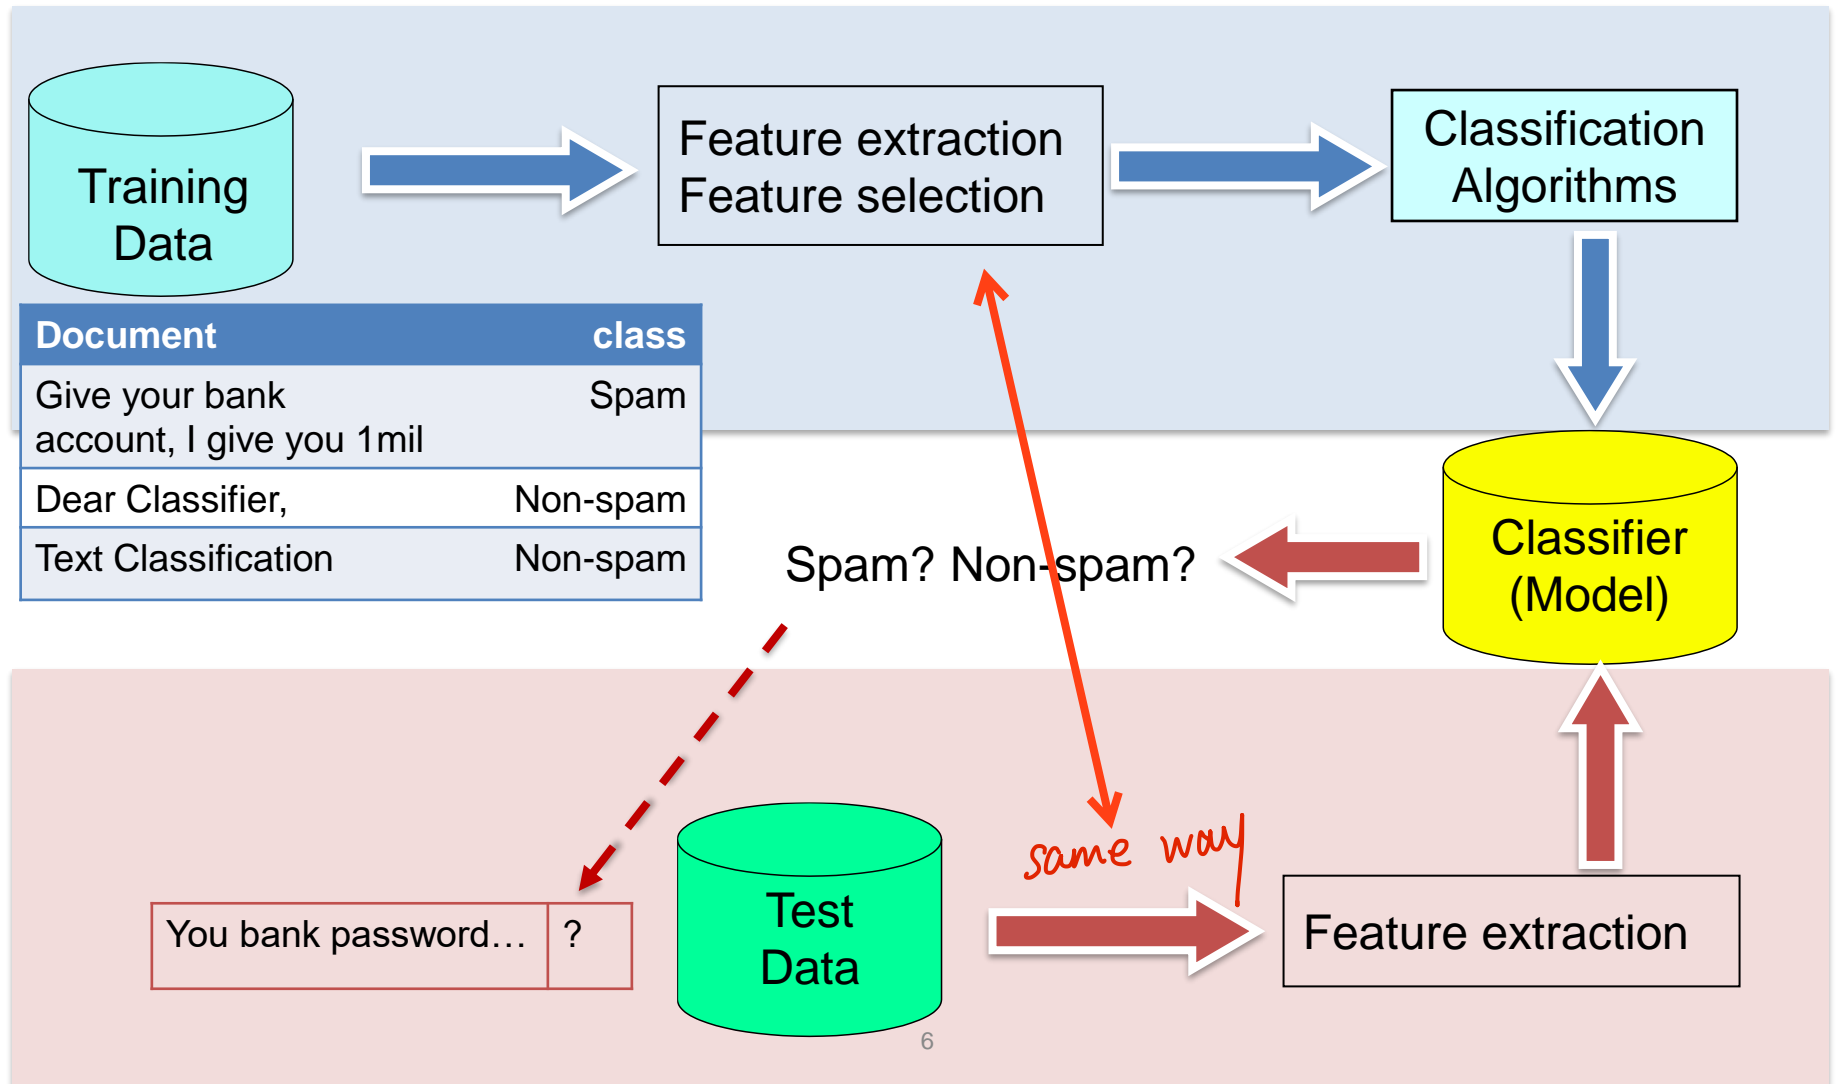 Training
Data
Feature extraction
Feature selection
Classification
Algorithms
Document class
Give your bank Spam
account, I give you 1mil
Dear Classifier, Non-spam
Text Classification Non-spam
Spam? Non-spam?
Classifier
(Model)
same way
You bank password… ?
Test
Data
Feature extraction
6